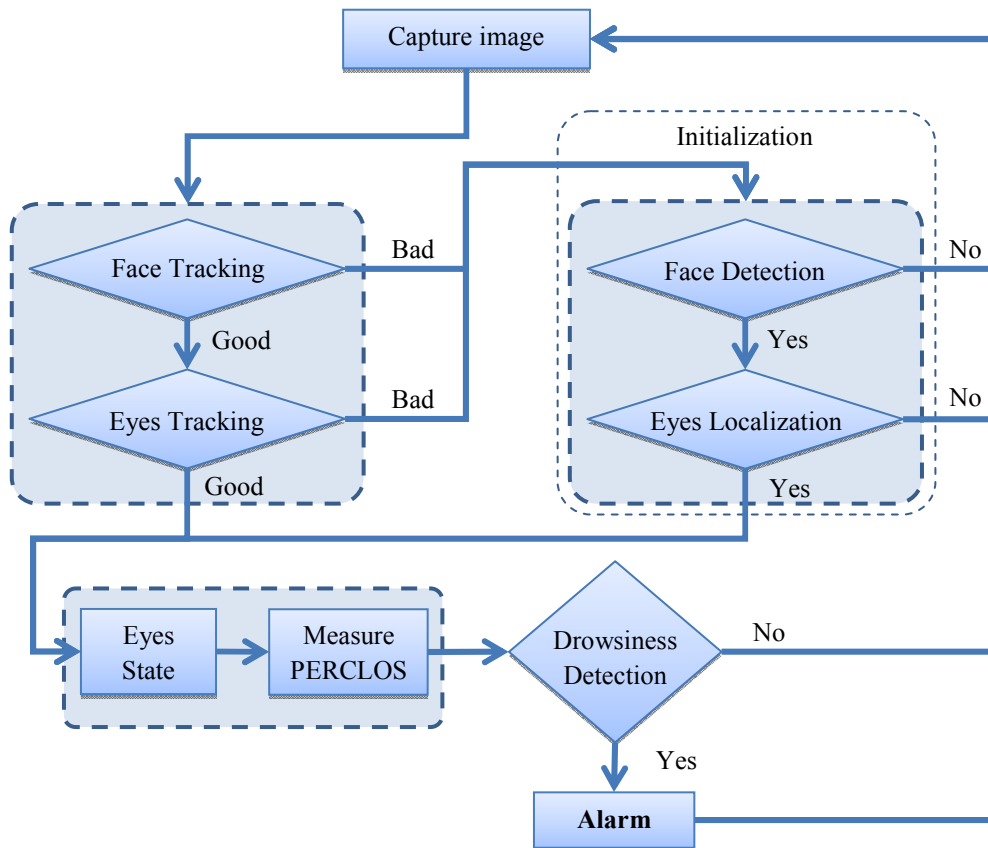 Capture image
Initialization
Face Tracking
Bad
Face Detection
No
Good
Yes
Eyes Tracking
Bad
Eyes Localization
No
Good
Yes
Eyes
State
Measure
PERCLOS
Drowsiness
Detection
No
Yes
Alarm